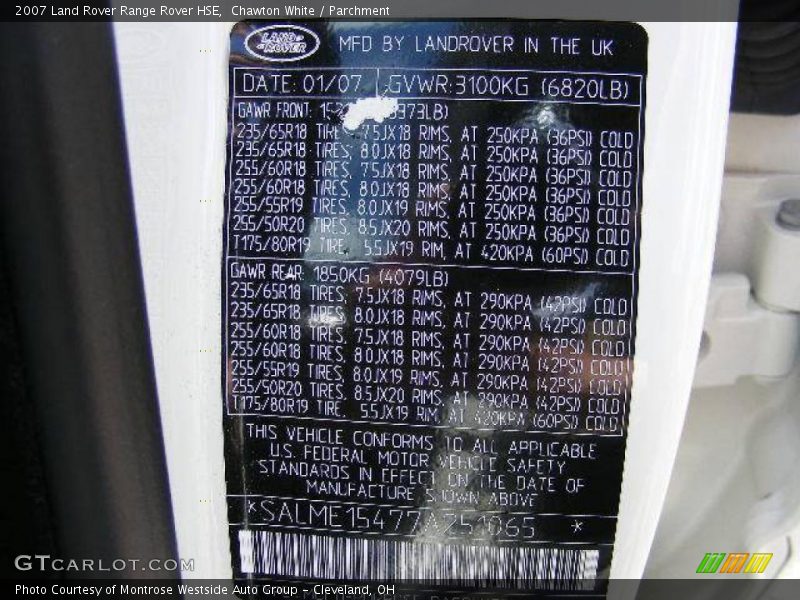 2007 Land Rover Range Rover HSE, Chawton White / Parchment
LAND ROVER
MFD BY LANDROVER IN THE UK
DATE: 01/07 GVWR:3100KG (6820LB)
GAWR FRONT: 373LB)
235/65R18 TIRE 7.5JX18 RIMS, AT 250KPA (36PSI) COLD
235/65R18 TIRES, 8.0JX18 RIMS, AT 250KPA (36PSI) COLD
255/60R18 TIRES, 7.5JX18 RIMS, AT 250KPA (36PSI) COLD
255/60R18 TIRES, 8.0JX18 RIMS, AT 250KPA (36PSI) COLD
255/55R19 TIRES, 8.0JX19 RIMS, AT 250KPA (36PSI) COLD
255/50R20 TIRES, 8.5JX20 RIMS, AT 250KPA (36PSI) COLD
T175/80R19 TIRE, 5.5JX19 RIM, AT 420KPA (60PSI) COLD
GAWR REAR: 1850KG (4079LB)
235/65R18 TIRES, 7.5JX18 RIMS, AT 290KPA (42PSI) COLD
235/65R18 TIRES, 8.0JX18 RIMS, AT 290KPA (42PSI) COLD
255/60R18 TIRES, 7.5JX18 RIMS, AT 290KPA (42PSI) COLD
255/60R18 TIRES, 8.0JX18 RIMS, AT 290KPA (42PSI) COLD
255/55R19 TIRES, 8.0JX19 RIMS, AT 290KPA (42PSI) COLD
255/50R20 TIRES, 8.5JX20 RIMS, AT 290KPA (42PSI) COLD
T175/80R19 TIRE, 5.5JX19 RIM, AT 420KPA (60PSI) COLD
THIS VEHICLE CONFORMS TO ALL APPLICABLE
U.S. FEDERAL MOTOR VEHICLE SAFETY
STANDARDS IN EFFECT ON THE DATE OF
MANUFACTURE SHOWN ABOVE
*SALME15477A251065 *
GTCARLOT.COM
Photo Courtesy of Montrose Westside Auto Group - Cleveland, OH